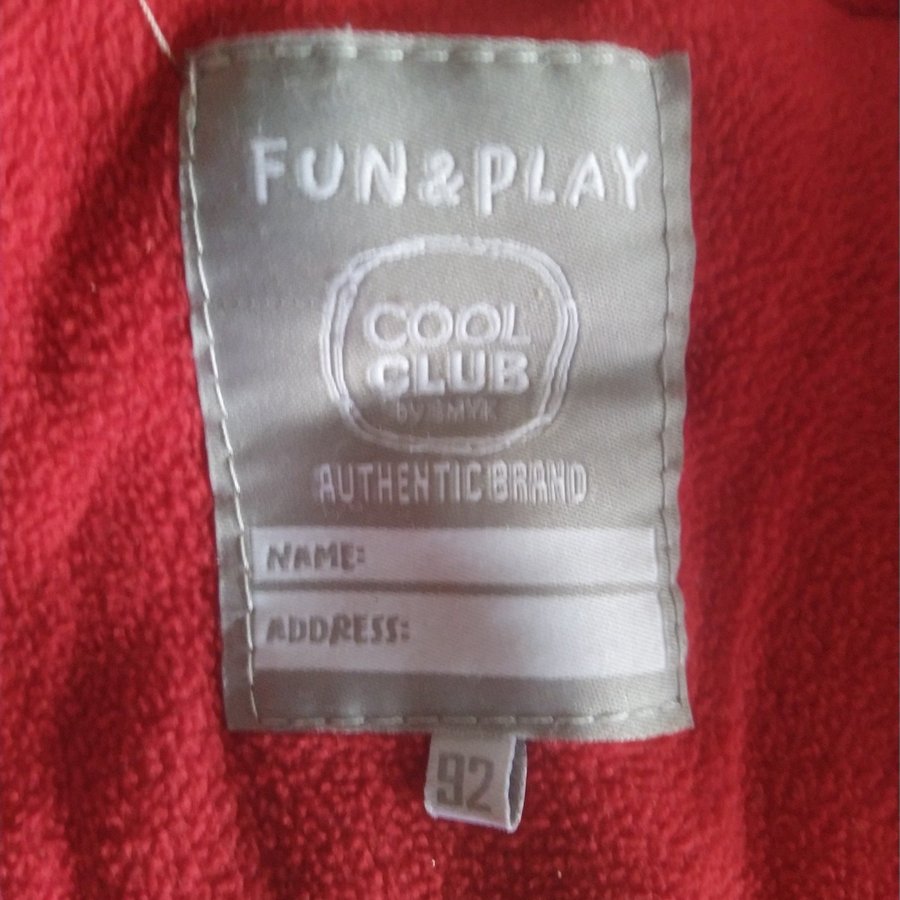 FUN&PLAY
COOL
CLUB
by SMYK
AUTHENTIC BRAND
NAME:
ADDRESS:
92